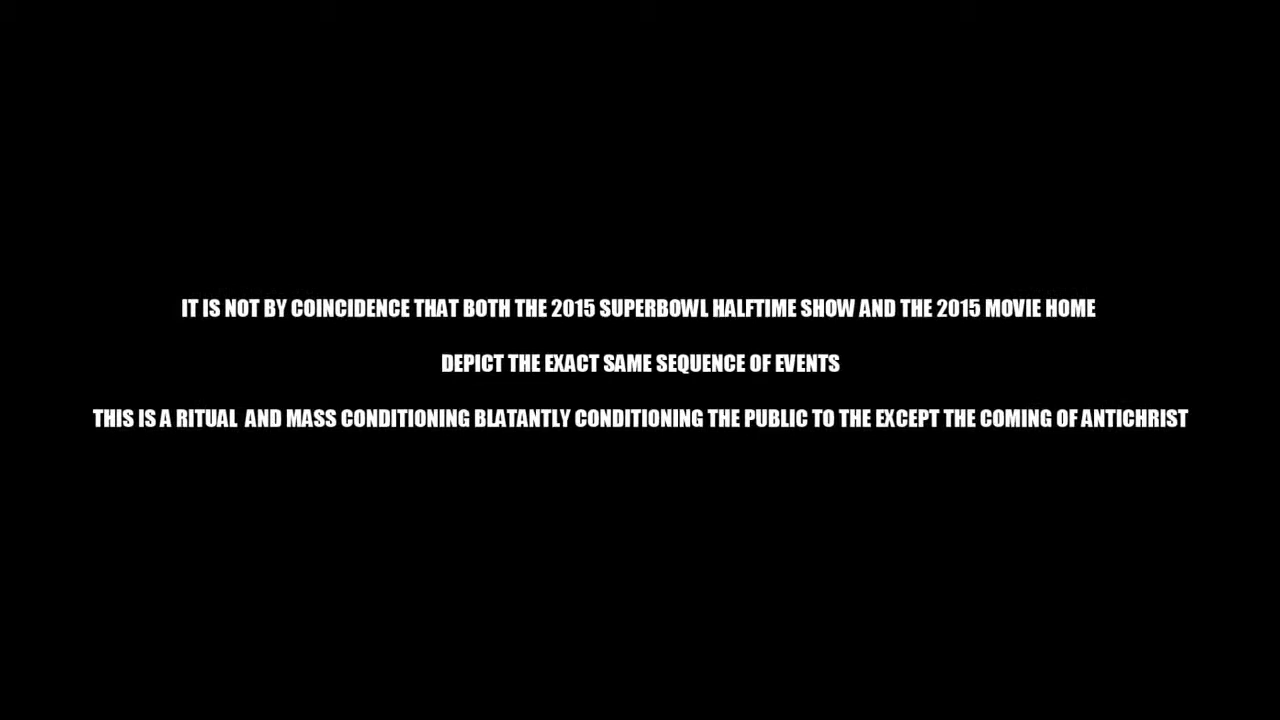 IT IS NOT BY COINCIDENCE THAT BOTH THE 2015 SUPERBOWL HALFTIME SHOW AND THE 2015 MOVIE HOME
DEPICT THE EXACT SAME SEQUENCE OF EVENTS
THIS IS A RITUAL  AND MASS CONDITIONING BLATANTLY CONDITIONING THE PUBLIC TO THE EXCEPT THE COMING OF ANTICHRIST